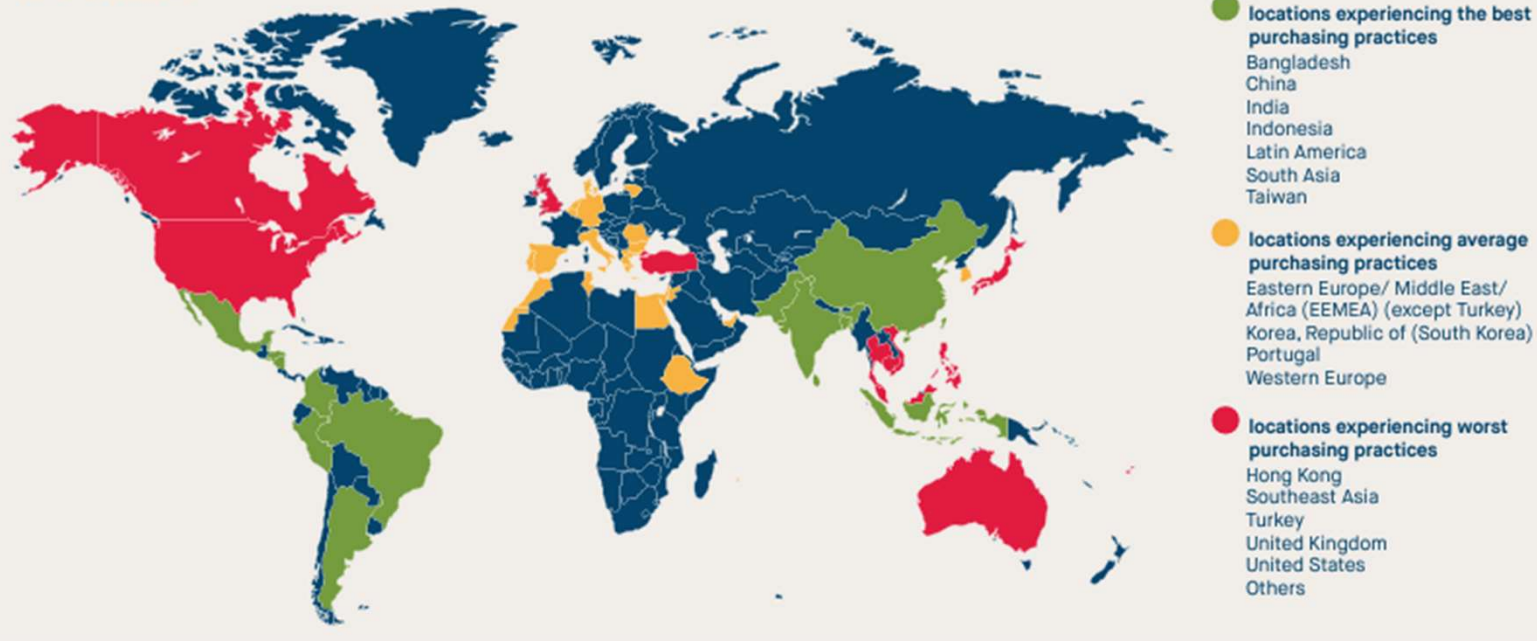 locations experiencing the best
purchasing practices
Bangladesh
China
India
Indonesia
Latin America
South Asia
Taiwan
locations experiencing average
purchasing practices
Eastern Europe/ Middle East/
Africa (EEMEA) (except Turkey)
Korea, Republic of (South Korea)
Portugal
Western Europe
locations experiencing worst
purchasing practices
Hong Kong
Southeast Asia
Turkey
United Kingdom
United States
Others